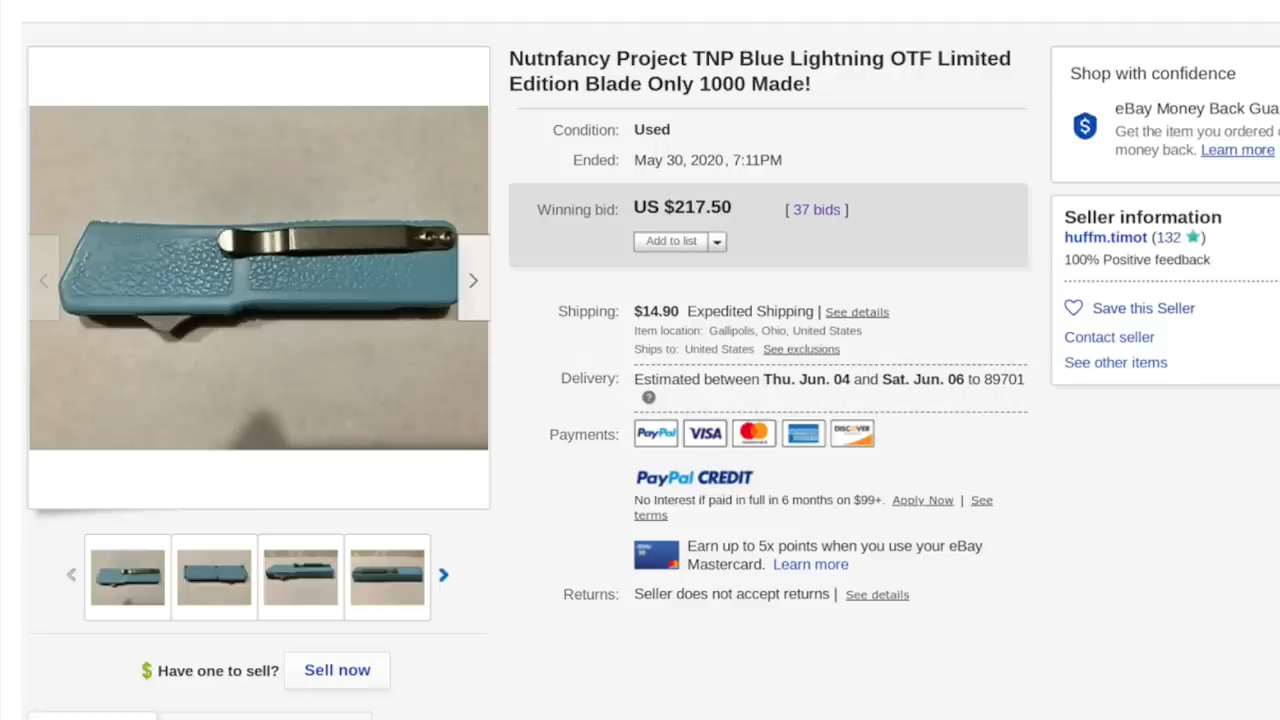 Nutnfancy Project TNP Blue Lightning OTF Limited
Edition Blade Only 1000 Made!
Condition: Used
Ended: May 30, 2020, 7:11PM
Winning bid: US $217.50 [ 37 bids ]
Add to list
Shipping: $14.90 Expedited Shipping | See details
Item location: Gallipolis, Ohio, United States
Ships to: United States See exclusions
Delivery: Estimated between Thu. Jun. 04 and Sat. Jun. 06 to 89701
?
Payments: PayPal VISA DISCOVER
PayPal CREDIT
No Interest if paid in full in 6 months on $99+. Apply Now | See
terms
Earn up to 5x points when you use your eBay
Mastercard. Learn more
Returns: Seller does not accept returns | See details
$ Have one to sell? Sell now
Shop with confidence
eBay Money Back Gua
Get the item you ordered
money back. Learn more
Seller information
huffm.timot (132)
100% Positive feedback
Save this Seller
Contact seller
See other items